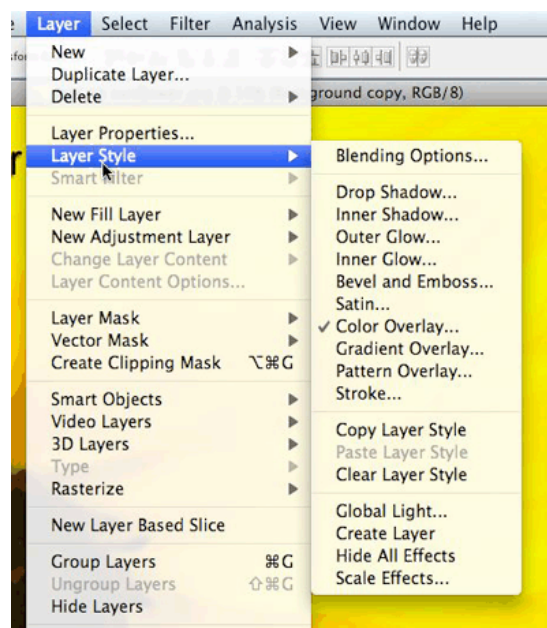 Layer Select Filter Analysis View Window Help
New
Duplicate Layer...
Delete
ground copy, RGB/8)
Layer Properties...
Layer Style
Smart Filter
New Fill Layer
New Adjustment Layer
Change Layer Content
Layer Content Options...
Layer Mask
Vector Mask
Create Clipping Mask ⌥⌘G
Smart Objects
Video Layers
3D Layers
Type
Rasterize
New Layer Based Slice
Group Layers ⌘G
Ungroup Layers ⇧⌘G
Hide Layers
Blending Options...
Drop Shadow...
Inner Shadow...
Outer Glow...
Inner Glow...
Bevel and Emboss...
Satin...
✓ Color Overlay...
Gradient Overlay...
Pattern Overlay...
Stroke...
Copy Layer Style
Paste Layer Style
Clear Layer Style
Global Light...
Create Layer
Hide All Effects
Scale Effects...